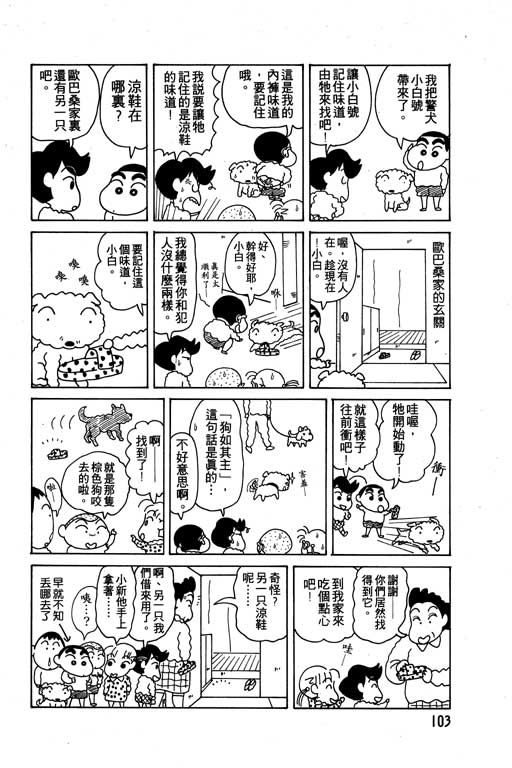 我把警犬
小白號
帶來了。
讓小白號
記住味道，
由牠來找吧！
這是我的
內褲味道
，要記住
哦。
我說要讓牠
記住的是涼鞋
的味道！
涼鞋在
哪裏？
歐巴桑家裏
還有另一只
吧。
歐巴桑家的玄關
喔，沒有人
在。趁現在
！小白。
咻
好、
幹得好耶，
小白。
真是太
順利了！
我總覺得你和犯
人沒什麼兩樣。
要記住這
個味道，
小白。
嗅
嗅
哇喔，
牠開始動了！
就這樣子
往前衝吧！
衝
「狗如其主」，
這句話是真的⋯
不好意思啊。
害羞
啊，
找到了！
就是那隻
棕色狗咬
去的啦。
啦
謝謝
你們居然找
得到它。
到我家來
吃個點心
吧！
哇
奇怪？
另一只涼鞋
呢⋯
啊、另一只我
們借來用了。
小新他手上
拿著⋯
咦⋯？
早就不知
丟哪去了
103